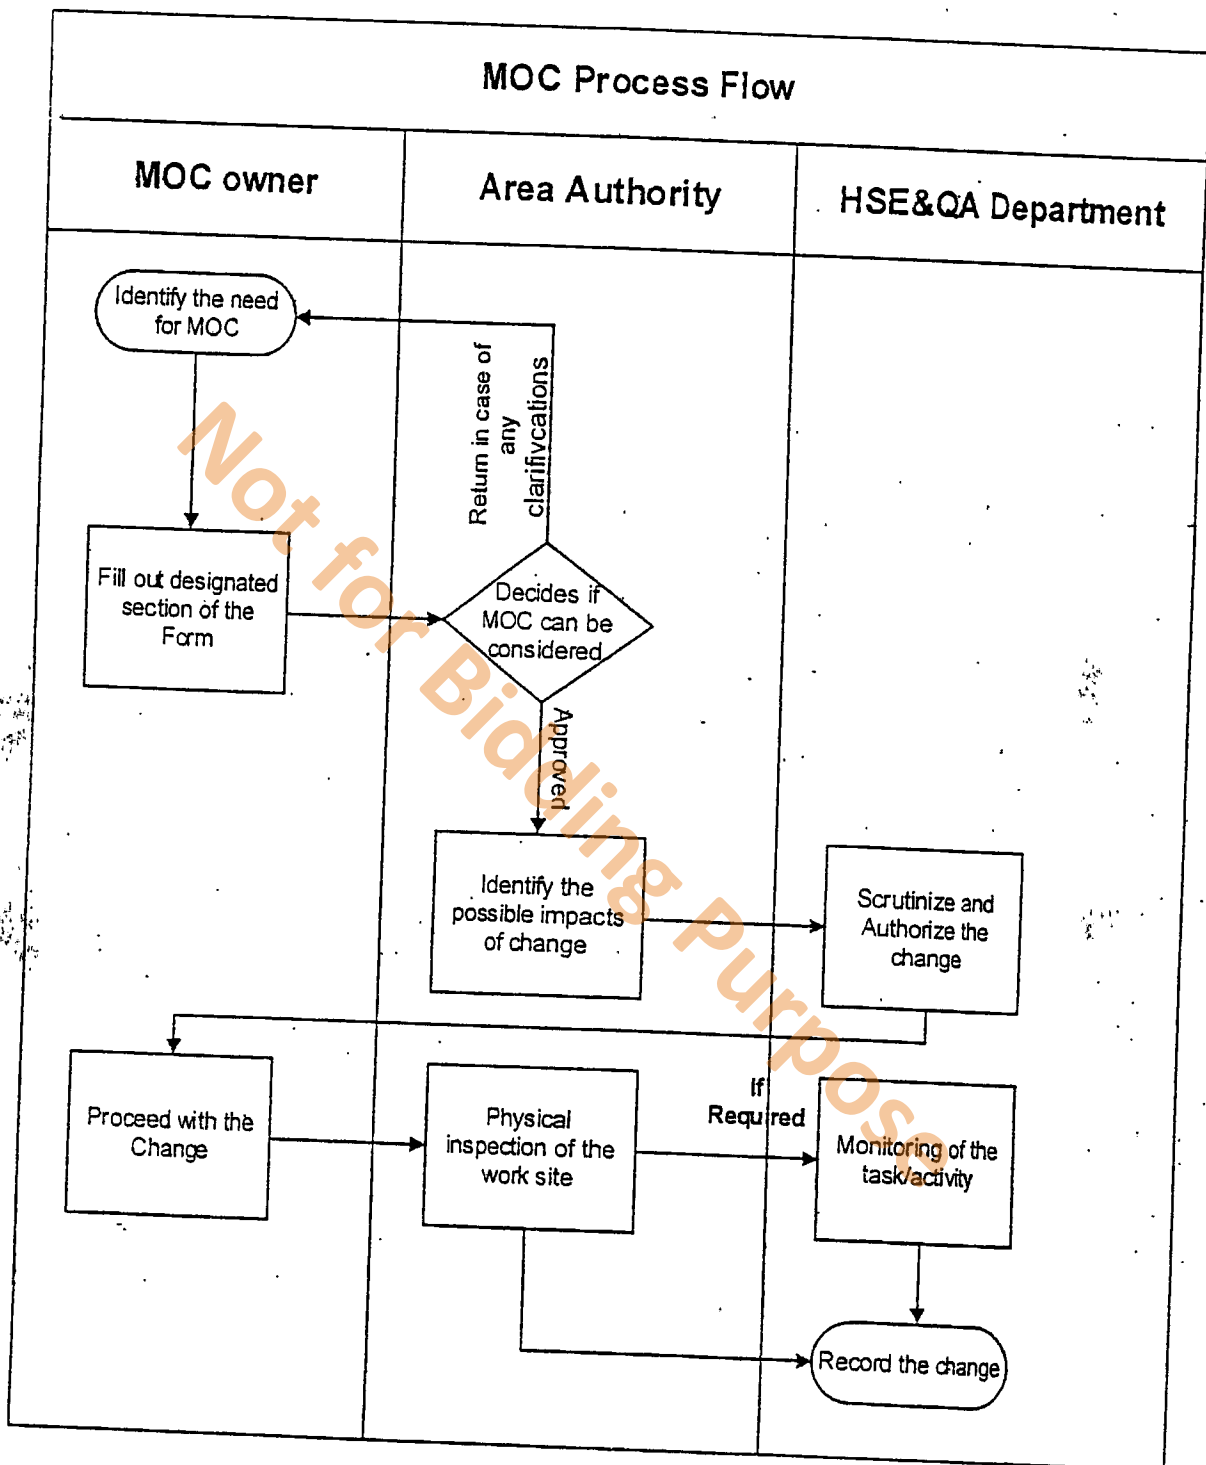 MOC Process Flow
MOC owner
Area Authority
HSE&QA Department
Identify the need
for MOC
Return in case of
any
clarifivcations
Fill out designated
section of the
Form
Decides if
MOC can be
considered
Approved
Identify the
possible impacts
of change
Scrutinize and
Authorize the
change
Proceed with the
Change
Physical
inspection of the
work site
If
Required
Monitoring of the
task/activity
Record the change
Not for Bidding Purpose